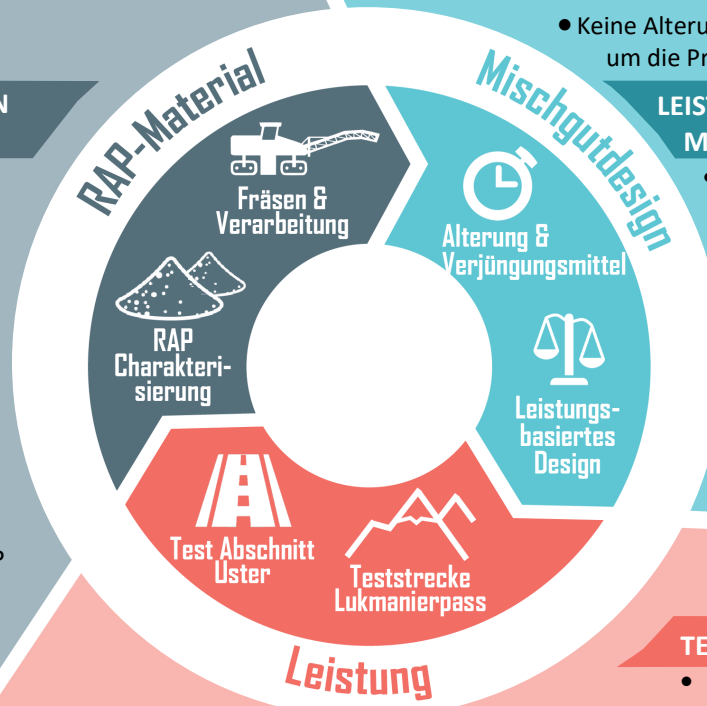 Keine Alteru
um die Pr
N
LEIST
M
RAP-Material
Mischgutdesign
Fräsen &
Verarbeitung
Alterung &
Verjüngungsmittel
RAP
Charakteri-
sierung
Leistungs-
basiertes
Design
Test Abschnitt
Uster
Teststrecke
Lukmanierpass
Leistung
TE